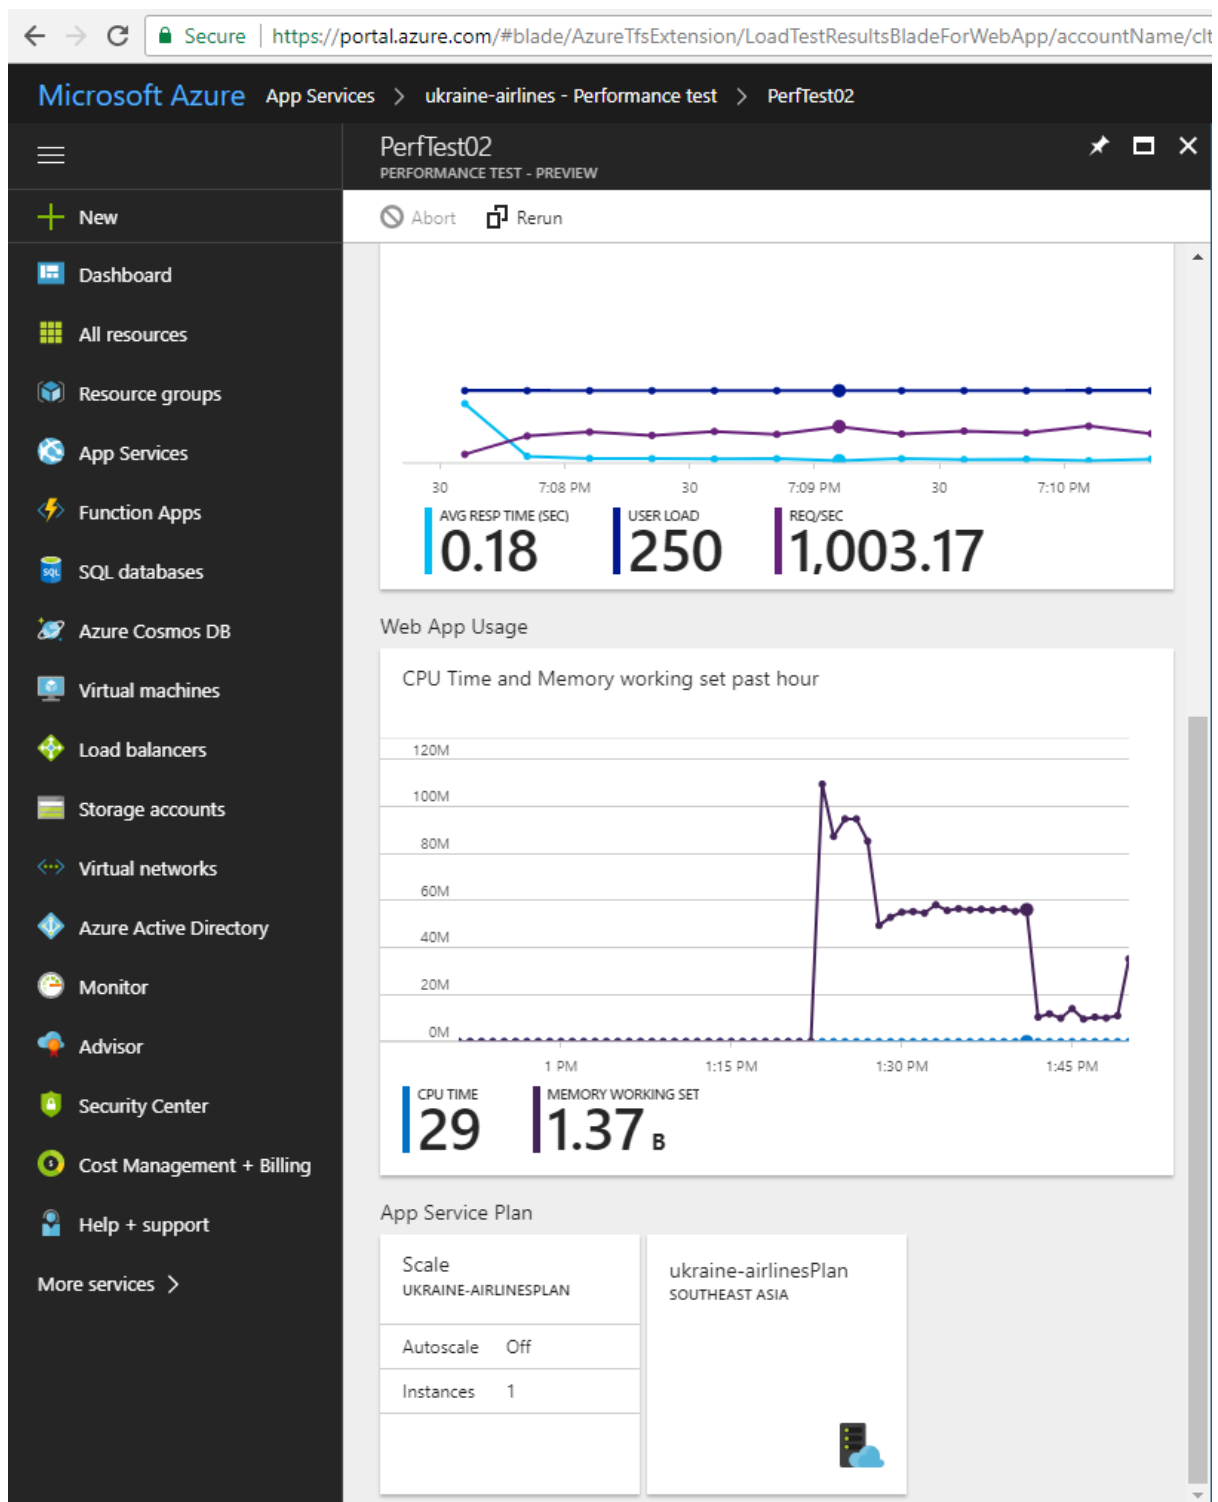 Secure | https://portal.azure.com/#blade/AzureTfsExtension/LoadTestResultsBladeForWebApp/accountName/clt
Microsoft Azure App Services > ukraine-airlines - Performance test > PerfTest02
PerfTest02
PERFORMANCE TEST - PREVIEW
Abort Rerun
New
Dashboard
All resources
Resource groups
App Services
Function Apps
SQL databases
Azure Cosmos DB
Virtual machines
Load balancers
Storage accounts
Virtual networks
Azure Active Directory
Monitor
Advisor
Security Center
Cost Management + Billing
Help + support
More services >
30 7:08 PM 30 7:09 PM 30 7:10 PM
AVG RESP TIME (SEC) USER LOAD REQ/SEC
0.18 250 1,003.17
Web App Usage
CPU Time and Memory working set past hour
120M
100M
80M
60M
40M
20M
0M
1 PM 1:15 PM 1:30 PM 1:45 PM
CPU TIME MEMORY WORKING SET
29 1.37 B
App Service Plan
Scale
UKRAINE-AIRLINESPLAN
Autoscale Off
Instances 1
ukraine-airlinesPlan
SOUTHEAST ASIA